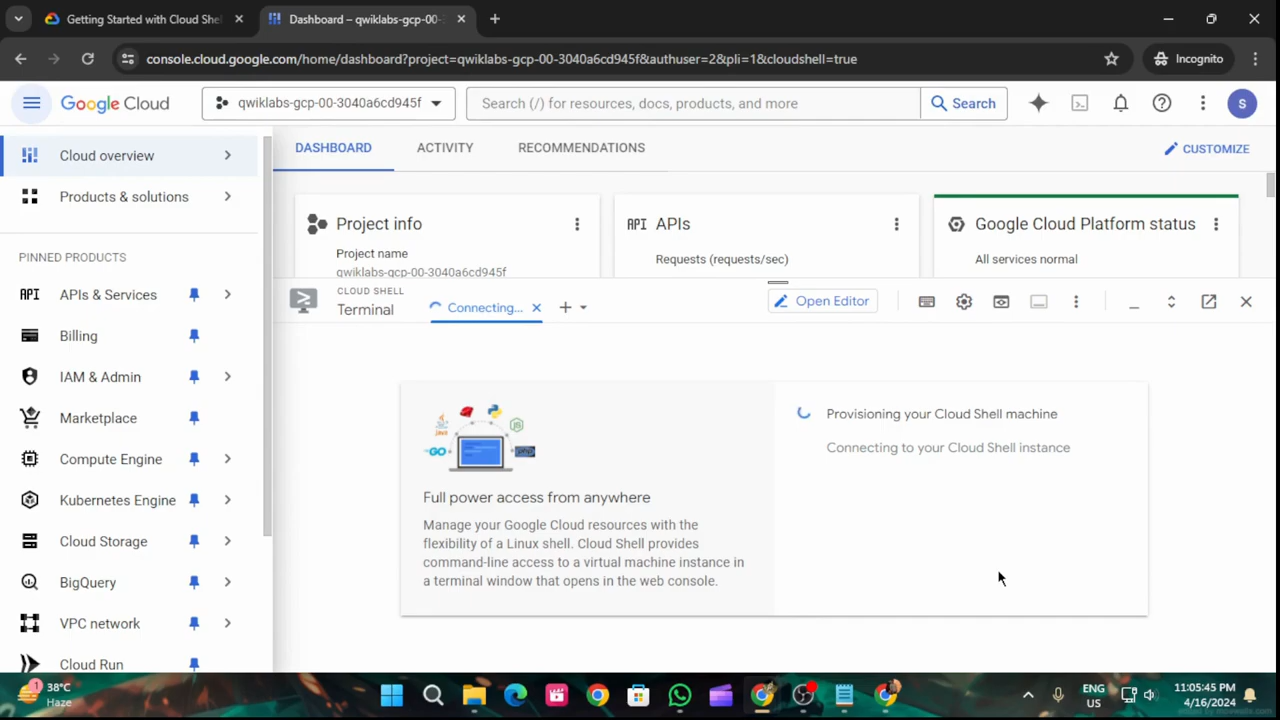 Getting Started with Cloud She
Dashboard – qwiklabs-gcp-00-
console.cloud.google.com/home/dashboard?project=qwiklabs-gcp-00-3040a6cd945f&authuser=2&pli=1&cloudshell=true
Incognito
Google Cloud
qwiklabs-gcp-00-3040a6cd945f
Search (/) for resources, docs, products, and more
Search
S
Cloud overview
Products & solutions
PINNED PRODUCTS
API APIs & Services
Billing
IAM & Admin
Marketplace
Compute Engine
Kubernetes Engine
Cloud Storage
BigQuery
VPC network
Cloud Run
DASHBOARD
ACTIVITY
RECOMMENDATIONS
CUSTOMIZE
Project info
Project name
qwiklabs-gcp-00-3040a6cd945f
API APIs
Requests (requests/sec)
Google Cloud Platform status
All services normal
CLOUD SHELL
Terminal
Connecting...
Open Editor
Java
GO
php
Full power access from anywhere
Manage your Google Cloud resources with the
flexibility of a Linux shell. Cloud Shell provides
command-line access to a virtual machine instance in
a terminal window that opens in the web console.
Provisioning your Cloud Shell machine
Connecting to your Cloud Shell instance
1
38°C
Haze
ENG
US
11:05:45 PM
4/16/2024